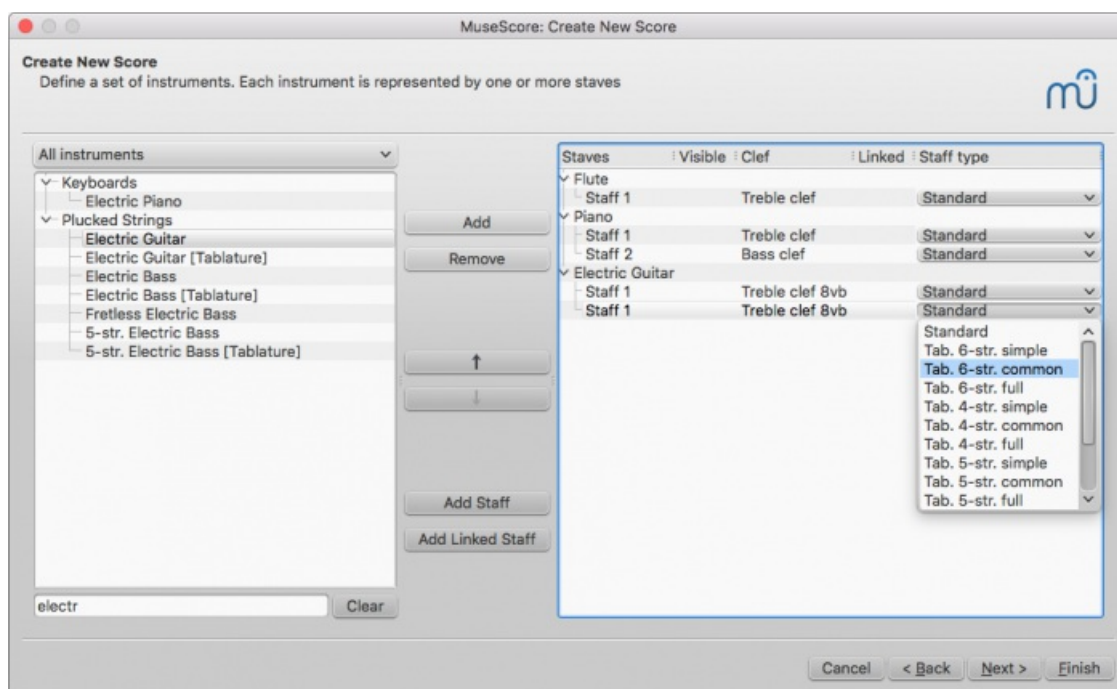 MuseScore: Create New Score
Create New Score
Define a set of instruments. Each instrument is represented by one or more staves
mu
All instruments
Keyboards
Electric Piano
Plucked Strings
Electric Guitar
Electric Guitar [Tablature]
Electric Bass
Electric Bass [Tablature]
Fretless Electric Bass
5-str. Electric Bass
5-str. Electric Bass [Tablature]
electr
Clear
Add
Remove
↑
↓
Add Staff
Add Linked Staff
Staves Visible Clef Linked Staff type
Flute
Staff 1 Treble clef Standard
Piano
Staff 1 Treble clef Standard
Staff 2 Bass clef Standard
Electric Guitar
Staff 1 Treble clef 8vb Standard
Staff 1 Treble clef 8vb Standard
Standard
Tab. 6-str. simple
Tab. 6-str. common
Tab. 6-str. full
Tab. 4-str. simple
Tab. 4-str. common
Tab. 4-str. full
Tab. 5-str. simple
Tab. 5-str. common
Tab. 5-str. full
Cancel < Back Next > Finish